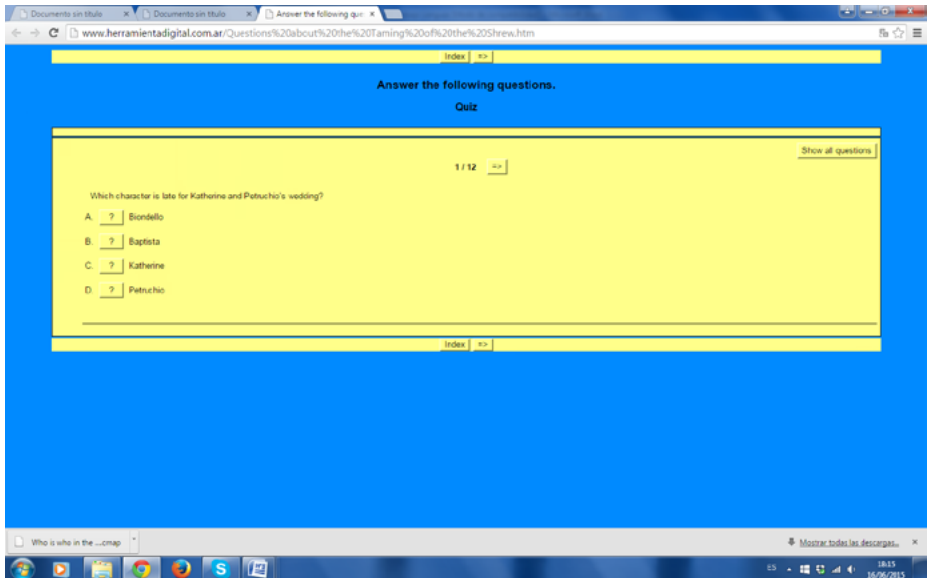 Documento sin título
Documento sin título
Answer the following que
www.herramientadigital.com.ar/Questions%20about%20the%20Taming%20of%20the%20Shrew.htm
Index =>
Answer the following questions.
Quiz
Show all questions
1 / 12 =>
Which character is late for Katherine and Petruchio's wedding?
A. ? Biondello
B. ? Baptista
C. ? Katherine
D. ? Petruchio
Index =>
Who is who in the ....cmap
Mostrar todas las descargas...
ES
18:15
16/06/2015